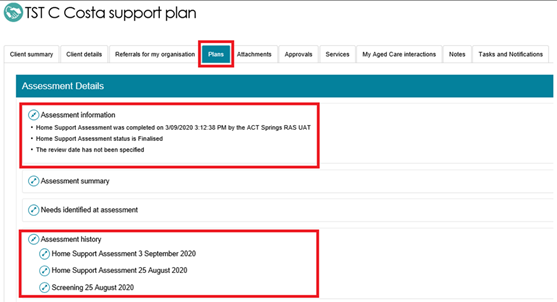 TST C Costa support plan
Client summary Client details Referrals for my organisation Plans Attachments Approvals Services My Aged Care interactions Notes Tasks and Notifications
Assessment Details
Assessment information
• Home Support Assessment was completed on 3/09/2020 3:12:38 PM by the ACT Springs RAS UAT
• Home Support Assessment status is Finalised
• The review date has not been specified
Assessment summary
Needs identified at assessment
Assessment history
Home Support Assessment 3 September 2020
Home Support Assessment 25 August 2020
Screening 25 August 2020